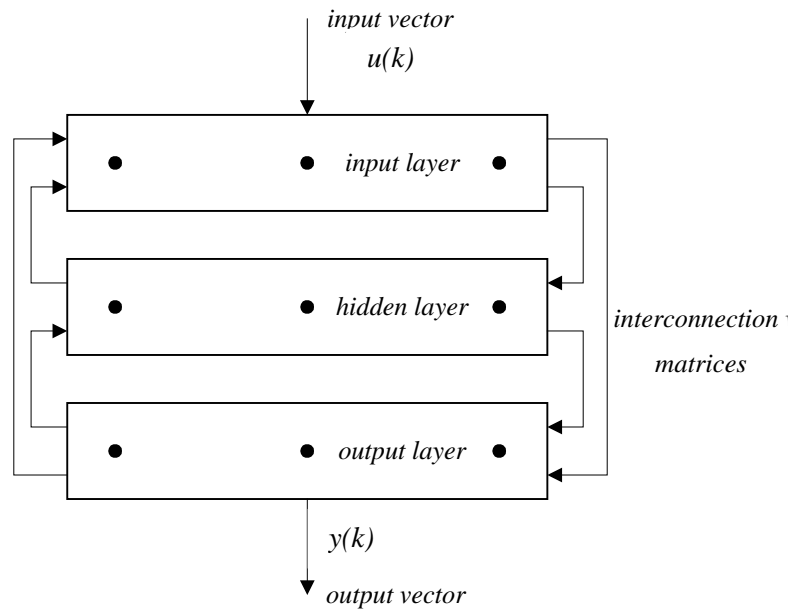 input vector
u(k)
input layer
hidden layer
interconnection
matrices
output layer
y(k)
output vector